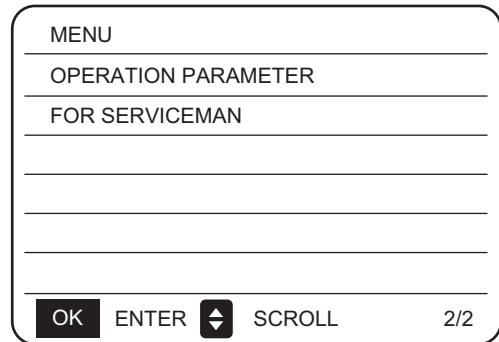 MENU
OPERATION PARAMETER
FOR SERVICEMAN
OK ENTER SCROLL 2/2